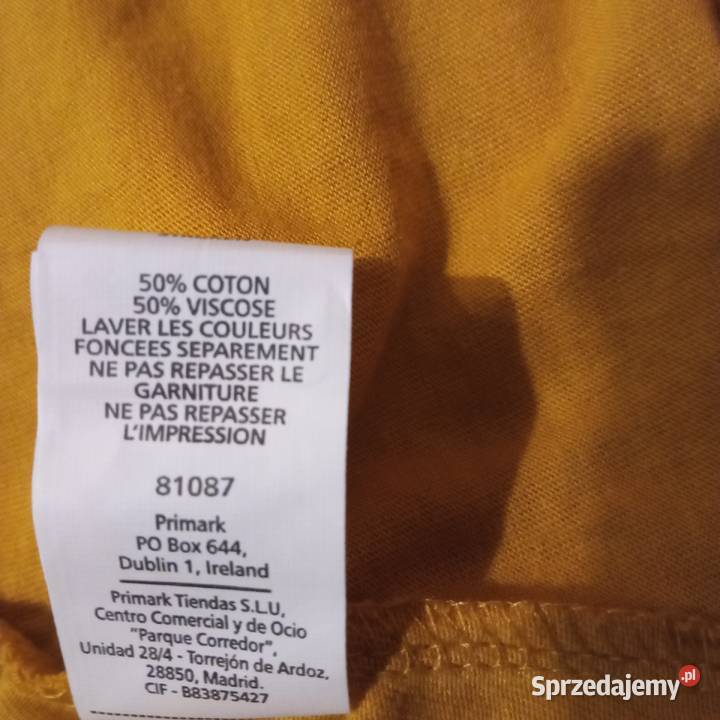 50% COTON
50% VISCOSE
LAVER LES COULEURS
FONCEES SEPAREMENT
NE PAS REPASSER LE
GARNITURE
NE PAS REPASSER
L'IMPRESSION
81087
Primark
PO Box 644,
Dublin 1, Ireland
Primark Tiendas S.L.U,
Centro Comercial y de Ocio
"Parque Corredor",
Unidad 28/4 - Torrejón de Ardoz,
28850, Madrid.
CIF - B83875427
Sprzedajemy.pl